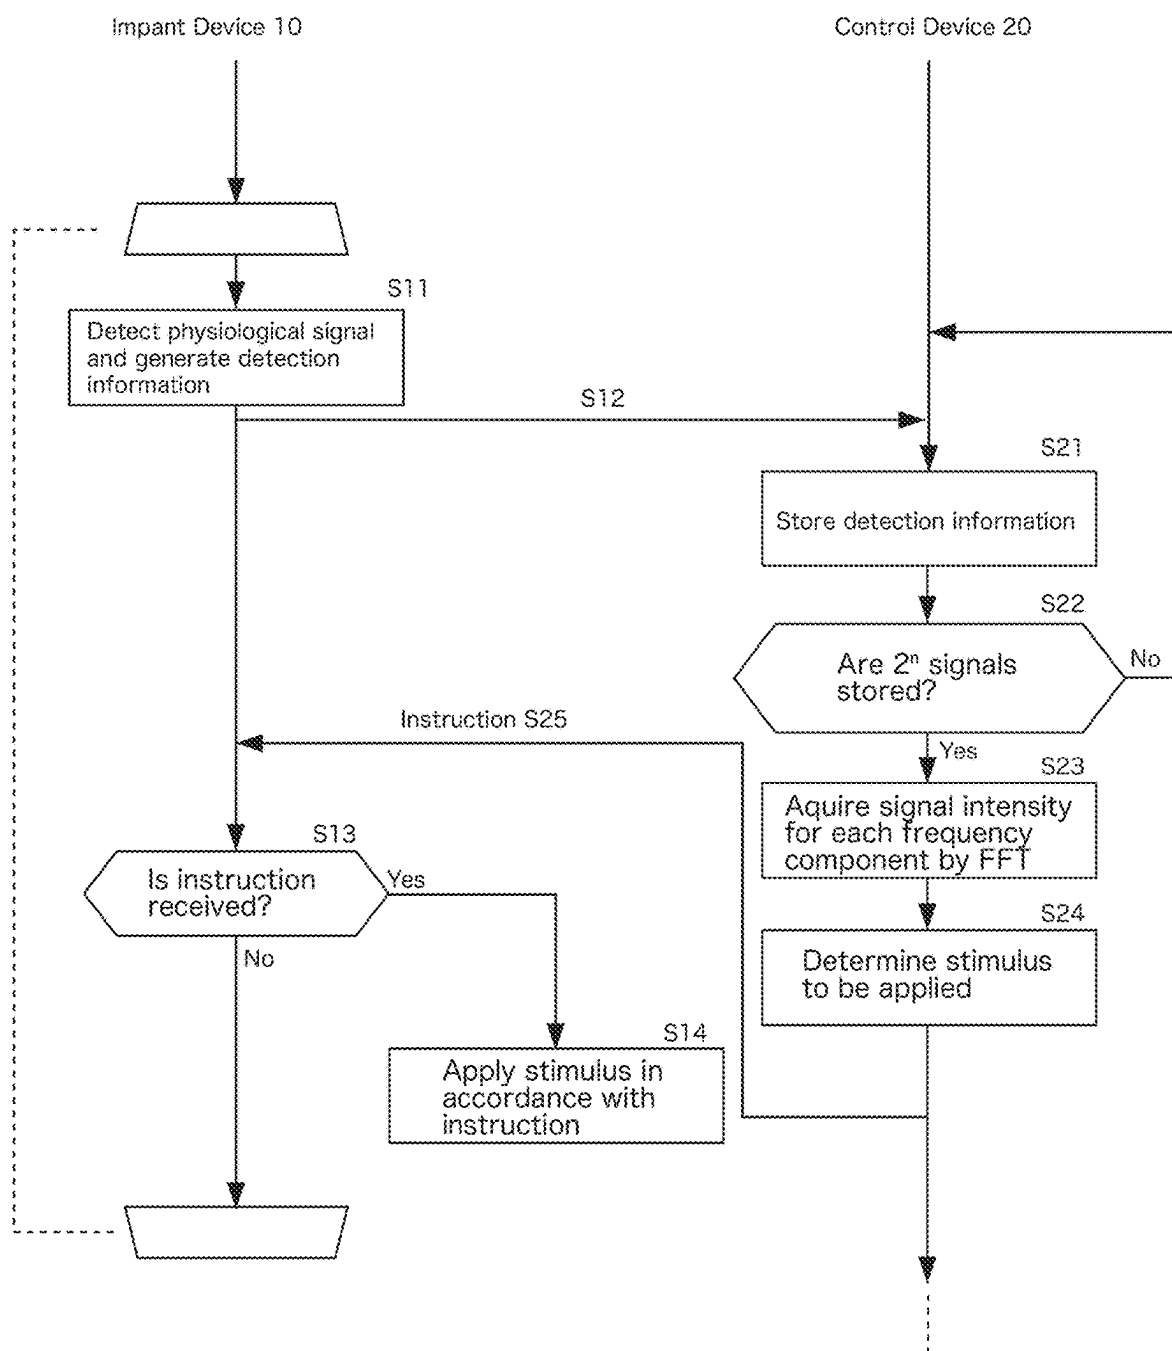 Impant Device 10
Control Device 20
S11
Detect physiological signal
and generate detection
information
S12
S21
Store detection information
S22
Are 2ⁿ signals
stored?
No
Instruction S25
Yes
S23
Aquire signal intensity
for each frequency
component by FFT
S13
Is instruction
received?
Yes
No
S24
Determine stimulus
to be applied
S14
Apply stimulus in
accordance with
instruction